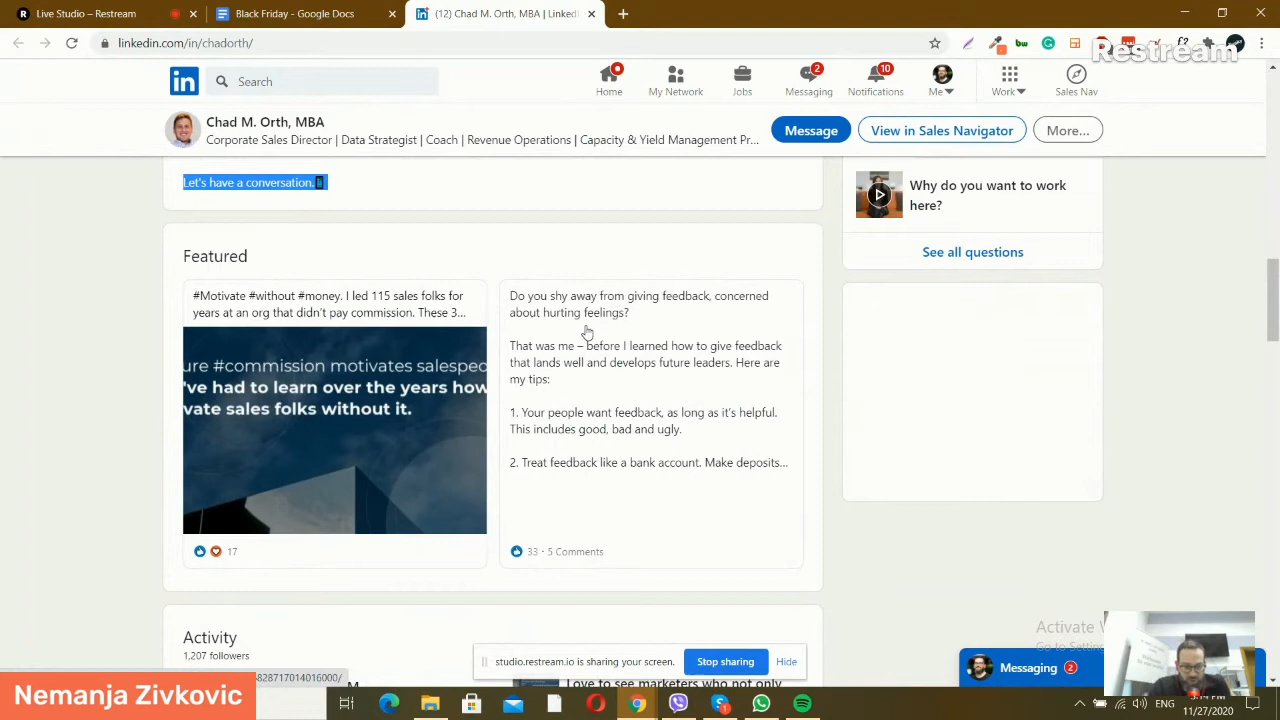 Live Studio – Restream
Black Friday - Google Docs
(12) Chad M. Orth, MBA | Linked
linkedin.com/in/chadorth/
Restream
Search
Home
My Network
Jobs
2
Messaging
10
Notifications
Me
Work
Sales Nav
Chad M. Orth, MBA
Corporate Sales Director | Data Strategist | Coach | Revenue Operations | Capacity & Yield Management Pr...
Message
View in Sales Navigator
More...
Let's have a conversation.
Why do you want to work
here?
See all questions
Featured
#Motivate #without #money. I led 115 sales folks for
years at an org that didn't pay commission. These 3...
ure #commission motivates salespeo
've had to learn over the years how
vate sales folks without it.
17
Do you shy away from giving feedback, concerned
about hurting feelings?
That was me – before I learned how to give feedback
that lands well and develops future leaders. Here are
my tips:
1. Your people want feedback, as long as it's helpful.
This includes good, bad and ugly.
2. Treat feedback like a bank account. Make deposits...
33 · 5 Comments
Activity
1,207 followers
studio.restream.io is sharing your screen.
Stop sharing
Hide
Love to see marketers who not only
828717014016000/
Activate
Go to
Messaging
2
Nemanja Zivkovic
ENG
11/27/2020